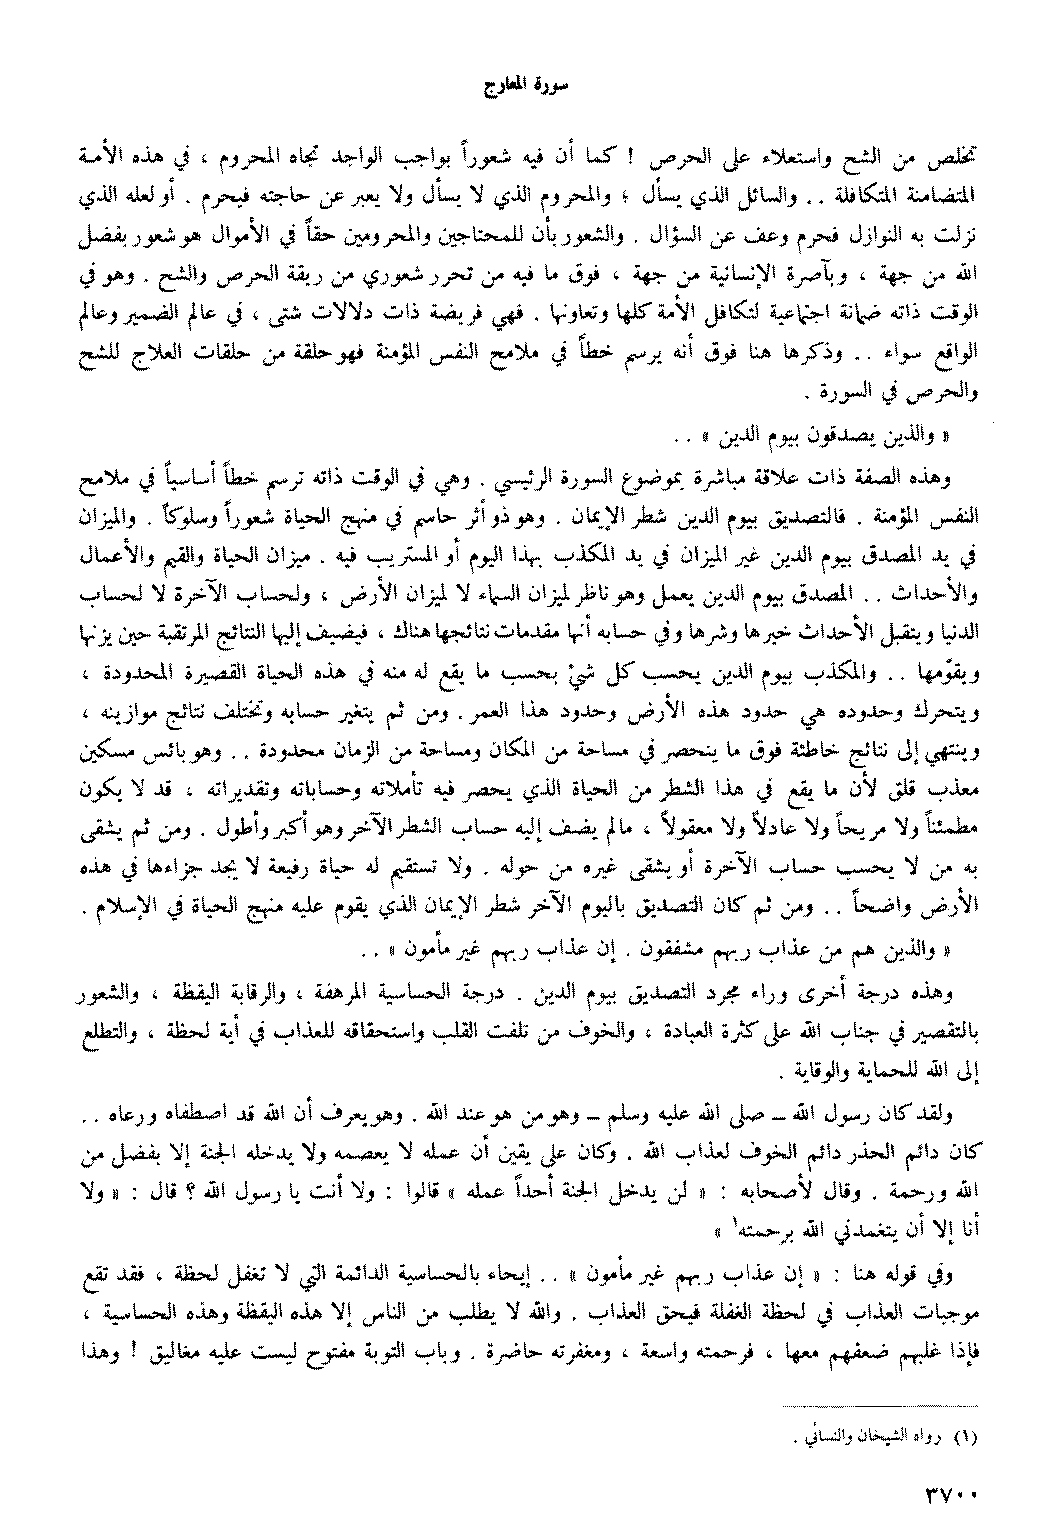 سورة المعارج
تخلص من الشح واستعلاء على الحرص ! كما أن فيه شعوراً بواجب الواجد تجاه المحروم ، في هذه الأمة
المتضامنة المتكافلة .. والسائل الذي يسأل ؛ والمحروم الذي لا يسأل ولا يعبر عن حاجته فيحرم . أو لعله الذي
نزلت به النوازل فحرم وعف عن السؤال . والشعور بأن للمحتاجين والمحرومين حقاً في الأموال هو شعور بفضل
الله من جهة ، وبآصرة الإنسانية من جهة ، فوق ما فيه من تحرر شعوري من ربقة الحرص والشح . وهو في
الوقت ذاته ضمانة اجتماعية لتكافل الأمة كلها وتعاونها . فهي فريضة ذات دلالات شتى ، في عالم الضمير وعالم
الواقع سواء .. وذكرها هنا فوق أنه يرسم خطاً في ملامح النفس المؤمنة فهو حلقة من حلقات العلاج للشح
والحرص في السورة .
« والذين يصدقون بيوم الدين » ..
وهذه الصفة ذات علاقة مباشرة بموضوع السورة الرئيسي . وهي في الوقت ذاته ترسم خطاً أساسياً في ملامح
النفس المؤمنة . فالتصديق بيوم الدين شطر الإيمان . وهو ذو أثر حاسم في منهج الحياة شعوراً وسلوكاً . والميزان
في يد المصدق بيوم الدين غير الميزان في يد المكذب بهذا اليوم أو المستريب فيه . ميزان الحياة والقيم والأعمال
والأحداث .. المصدق بيوم الدين يعمل وهو ناظر لميزان السماء لا لميزان الأرض ، ولحساب الآخرة لا لحساب
الدنيا ويتقبل الأحداث خيرها وشرها وفي حسابه أنها مقدمات نتائجها هناك ، فيضيف إليها النتائج المرتقبة حين يزنها
ويقوّمها .. والمكذب بيوم الدين يحسب كل شيْ بحسب ما يقع له منه في هذه الحياة القصيرة المحدودة ،
ويتحرك وحدوده هي حدود هذه الأرض وحدود هذا العمر. ومن ثم يتغير حسابه وتختلف نتائج موازينه ،
وينتهي إلى نتائج خاطئة فوق ما ينحصر في مساحة من المكان ومساحة من الزمان محدودة .. وهو بائس مسكين
معذب قلق لأن ما يقع في هذا الشطر من الحياة الذي يحصر فيه تأملاته وحساباته وتقديراته ، قد لا يكون
مطمئناً ولا مريحاً ولا عادلاً ولا معقولاً ، مالم يضف إليه حساب الشطر الآخر وهو أكبر وأطول . ومن ثم يشقى
به من لا يحسب حساب الآخرة أو يشقى غيره من حوله . ولا تستقيم له حياة رفيعة لا يجد جزاءها في هذه
الأرض واضحاً .. ومن ثم كان التصديق باليوم الآخر شطر الإيمان الذي يقوم عليه منهج الحياة في الإسلام .
« والذين هم من عذاب ربهم مشفقون . إن عذاب ربهم غير مأمون » ..
وهذه درجة أخرى وراء مجرد التصديق بيوم الدين . درجة الحساسية المرهفة ، والرقابة اليقظة ، والشعور
بالتقصير في جناب الله على كثرة العبادة ، والخوف من تلفت القلب واستحقاقه للعذاب في أية لحظة ، والتطلع
إلى الله للحماية والوقاية .
ولقد كان رسول الله – صلى الله عليه وسلم – وهو من هو عند الله . وهو يعرف أن الله قد اصطفاه ورعاه ..
كان دائم الحذر دائم الخوف لعذاب الله . وكان على يقين أن عمله لا يعصمه ولا يدخله الجنة إلا بفضل من
الله ورحمة . وقال لأصحابه : « لن يدخل الجنة أحداً عمله » قالوا : ولا أنت يا رسول الله ؟ قال : « ولا
أنا إلا أن يتغمدني الله برحمته¹ »
وفي قوله هنا : « إن عذاب ربهم غير مأمون » .. إيحاء بالحساسية الدائمة التي لا تغفل لحظة ، فقد تقع
موجبات العذاب في لحظة الغفلة فيحق العذاب . والله لا يطلب من الناس إلا هذه اليقظة وهذه الحساسية ،
فإذا غلبهم ضعفهم معها ، فرحمته واسعة ، ومغفرته حاضرة . وباب التوبة مفتوح ليست عليه مغاليق ! وهذا
(١) رواه الشيخان والنسائي .
٣٧٠٠